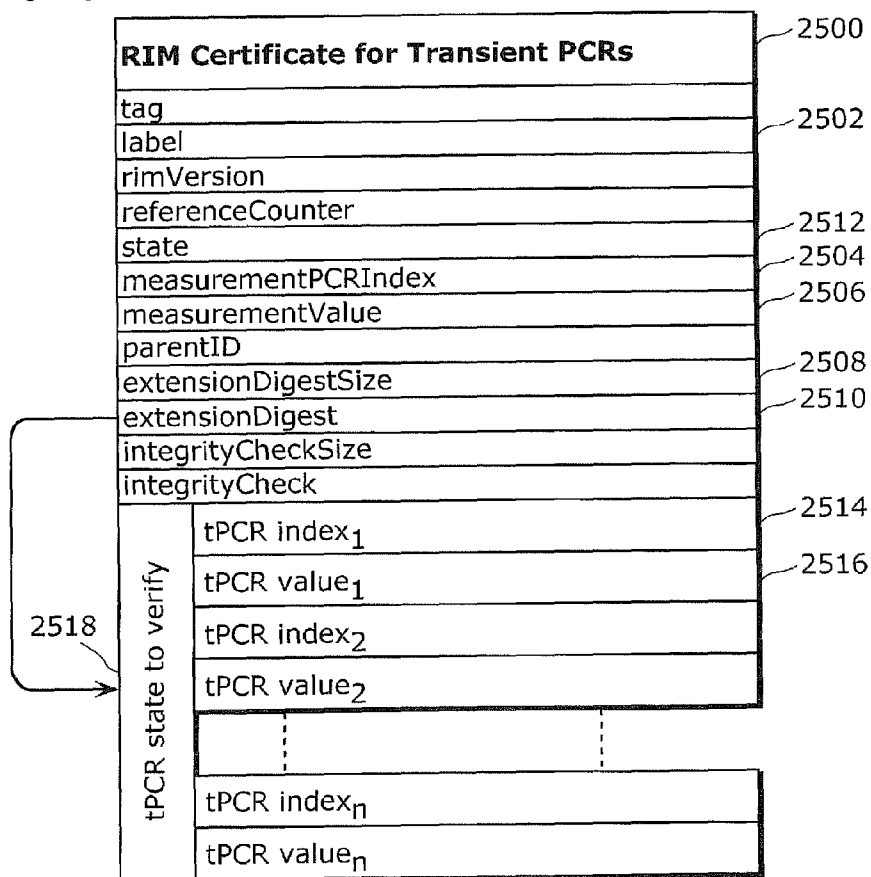 RIM Certificate for Transient PCRs
2500
tag
2502
label
rimVersion
referenceCounter
2512
state
2504
measurementPCRIndex
2506
measurementValue
parentID
2508
extensionDigestSize
2510
extensionDigest
integrityCheckSize
integrityCheck
2514
tPCR index1
2516
tPCR value1
2518
tPCR state to verify
tPCR index2
tPCR value2
tPCR indexn
tPCR valuen